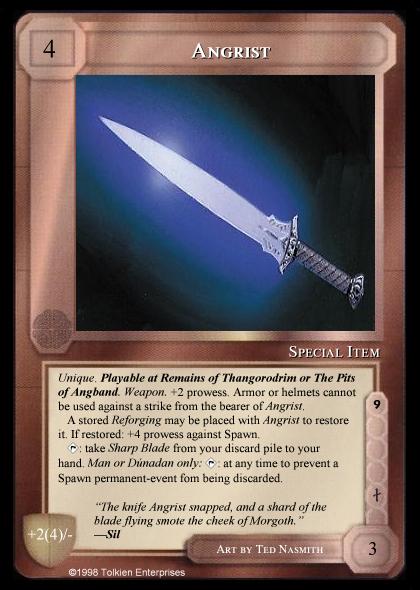 4
ANGRIST
SPECIAL ITEM
Unique. Playable at Remains of Thangorodrim or The Pits
of Angband. Weapon. +2 prowess. Armor or helmets cannot
be used against a strike from the bearer of Angrist.
A stored Reforging may be placed with Angrist to restore
it. If restored: +4 prowess against Spawn.
: take Sharp Blade from your discard pile to your
hand. Man or Dúnadan only: : at any time to prevent a
Spawn permanent-event fom being discarded.
9
“The knife Angrist snapped, and a shard of the
blade flying smote the cheek of Morgoth.”
—Sil
+2(4)/-
ART BY TED NASMITH
3
©1998 Tolkien Enterprises